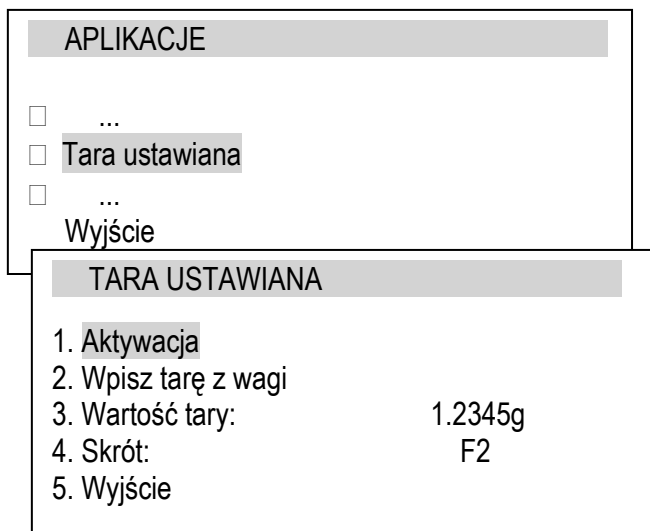 APLIKACJE
...
Tara ustawiana
...
Wyjście
TARA USTAWIANA
1. Aktywacja
2. Wpisz tarę z wagi
3. Wartość tary: 1.2345g
4. Skrót: F2
5. Wyjście